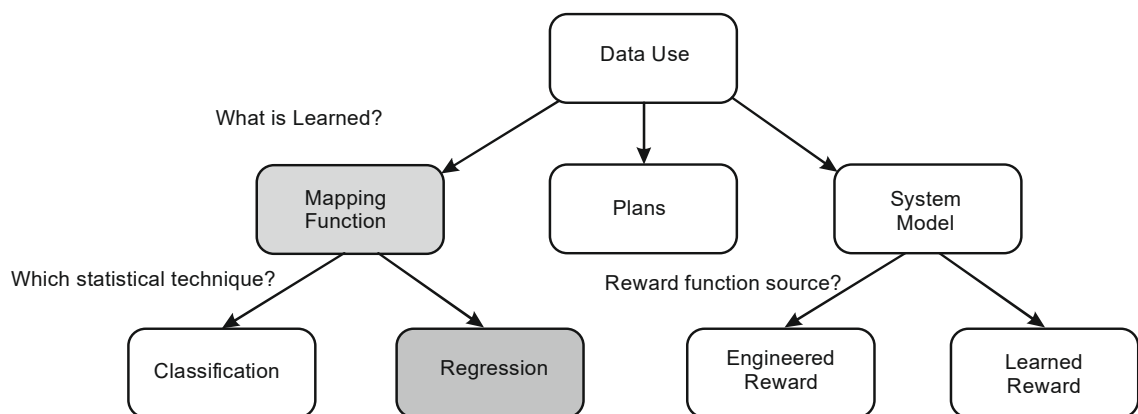 Data Use
What is Learned?
Mapping
Function
Plans
System
Model
Which statistical technique?
Reward function source?
Classification
Regression
Engineered
Reward
Learned
Reward